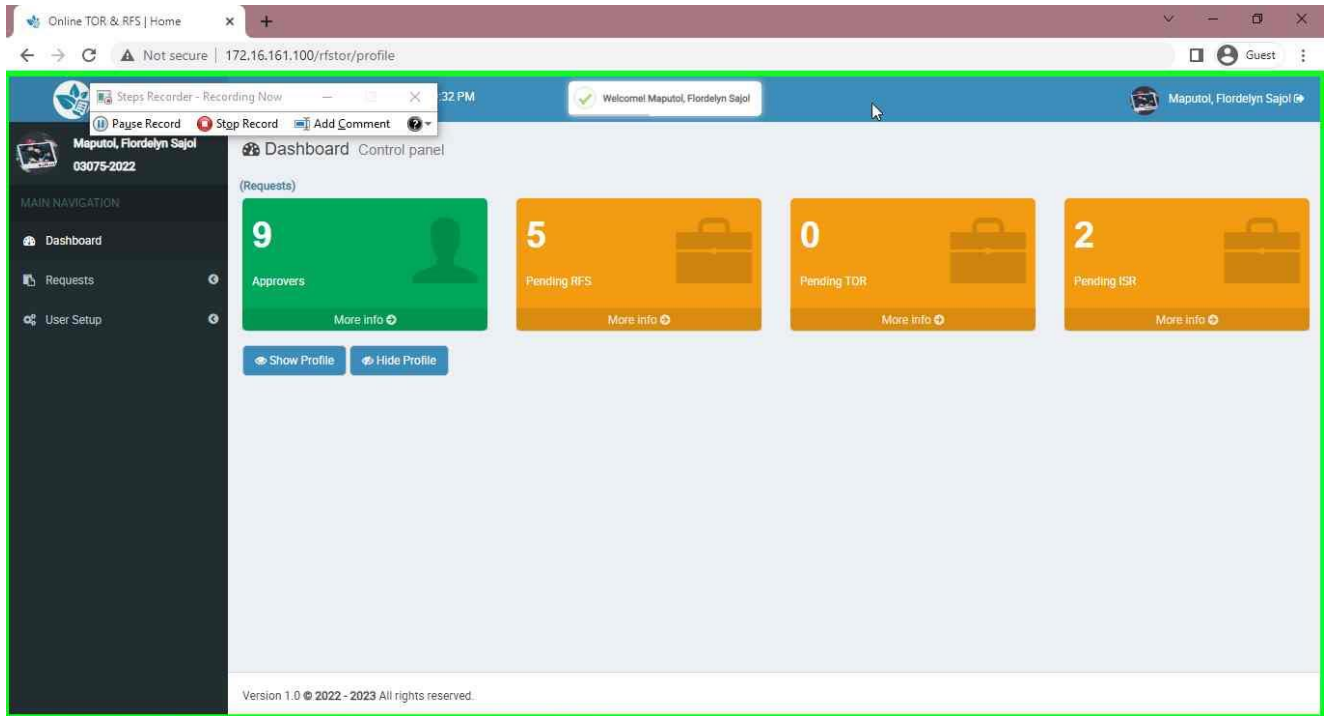 Online TOR & RFS | Home
Not secure | 172.16.161.100/rfstor/profile
Guest
Steps Recorder - Recording Now
:32 PM
Welcome! Maputol, Flordelyn Sajol
Maputol, Flordelyn Sajol
Pause Record Stop Record Add Comment
Maputol, Flordelyn Sajol
03075-2022
Dashboard Control panel
(Requests)
MAIN NAVIGATION
Dashboard
Requests
User Setup
9
Approvers
More info
5
Pending RFS
More info
0
Pending TOR
More info
2
Pending ISR
More info
Show Profile
Hide Profile
Version 1.0 © 2022 - 2023 All rights reserved.